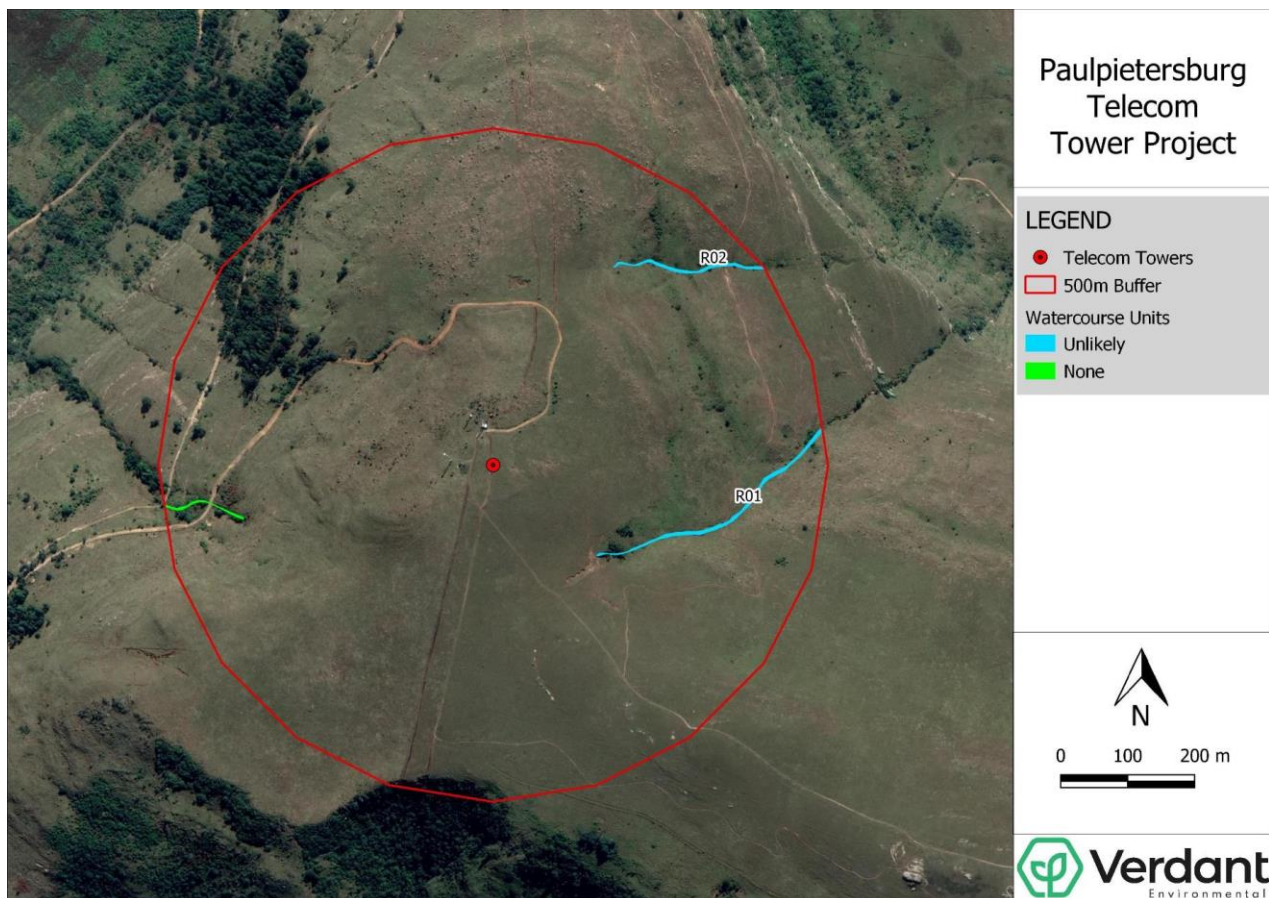 Paulpietersburg
Telecom
Tower Project
LEGEND
Telecom Towers
500m Buffer
Watercourse Units
Unlikely
None
R02
R01
N
0 100 200 m
Verdant
Environmental